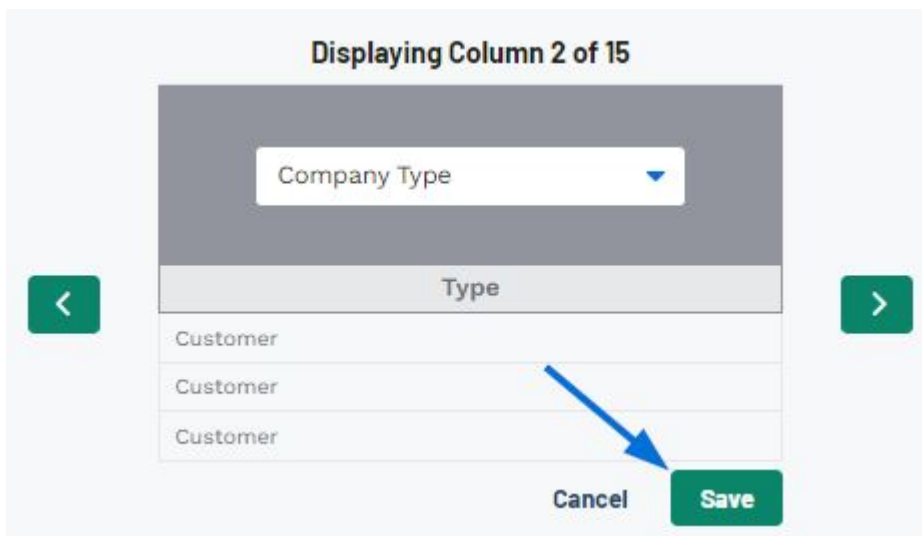 Displaying Column 2 of 15
Company Type
Type
Customer
Customer
Customer
Cancel Save